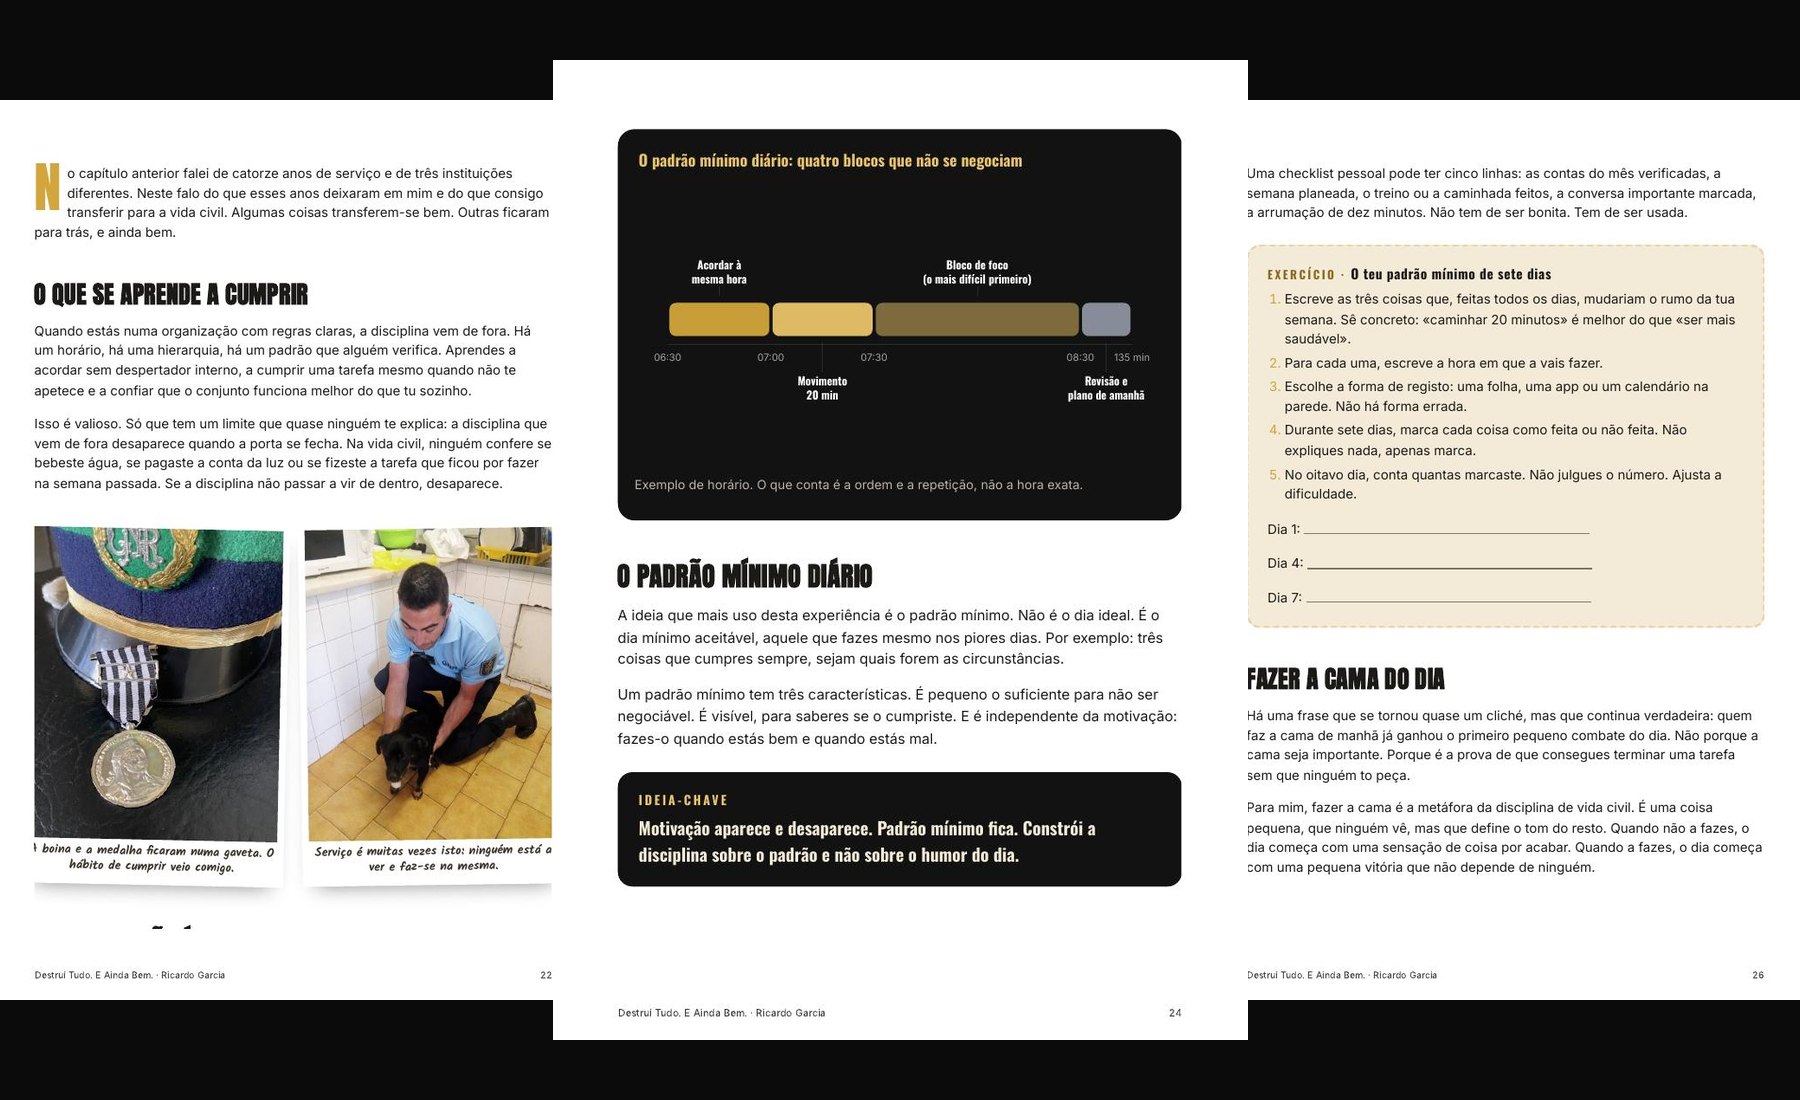 No capítulo anterior falei de catorze anos de serviço e de três instituições
diferentes. Neste falo do que esses anos deixaram em mim e do que consigo
transferir para a vida civil. Algumas coisas transferem-se bem. Outras ficaram
para trás, e ainda bem.
O QUE SE APRENDE A CUMPRIR
Quando estás numa organização com regras claras, a disciplina vem de fora. Há
um horário, há uma hierarquia, há um padrão que alguém verifica. Aprendes a
acordar sem despertador interno, a cumprir uma tarefa mesmo quando não te
apetece e a confiar que o conjunto funciona melhor do que tu sozinho.
Isso é valioso. Só que tem um limite que quase ninguém te explica: a disciplina que
vem de fora desaparece quando a porta se fecha. Na vida civil, ninguém confere se
bebeste água, se pagaste a conta da luz ou se fizeste a tarefa que ficou por fazer
na semana passada. Se a disciplina não passar a vir de dentro, desaparece.
GNR
A boina e a medalha ficaram numa gaveta. O
hábito de cumprir veio comigo.
Serviço é muitas vezes isto: ninguém está a
ver e faz-se na mesma.
Destruí Tudo. E Ainda Bem. · Ricardo Garcia
22
O padrão mínimo diário: quatro blocos que não se negociam
Acordar à
mesma hora
Bloco de foco
(o mais difícil primeiro)
06:30
07:00
07:30
08:30
135 min
Movimento
20 min
Revisão e
plano de amanhã
Exemplo de horário. O que conta é a ordem e a repetição, não a hora exata.
O PADRÃO MÍNIMO DIÁRIO
A ideia que mais uso desta experiência é o padrão mínimo. Não é o dia ideal. É o
dia mínimo aceitável, aquele que fazes mesmo nos piores dias. Por exemplo: três
coisas que cumpres sempre, sejam quais forem as circunstâncias.
Um padrão mínimo tem três características. É pequeno o suficiente para não ser
negociável. É visível, para saberes se o cumpriste. E é independente da motivação:
fazes-o quando estás bem e quando estás mal.
IDEIA-CHAVE
Motivação aparece e desaparece. Padrão mínimo fica. Constrói a
disciplina sobre o padrão e não sobre o humor do dia.
Destruí Tudo. E Ainda Bem. · Ricardo Garcia
24
Uma checklist pessoal pode ter cinco linhas: as contas do mês verificadas, a
semana planeada, o treino ou a caminhada feitos, a conversa importante marcada,
a arrumação de dez minutos. Não tem de ser bonita. Tem de ser usada.
EXERCÍCIO · O teu padrão mínimo de sete dias
1. Escreve as três coisas que, feitas todos os dias, mudariam o rumo da tua
semana. Sê concreto: «caminhar 20 minutos» é melhor do que «ser mais
saudável».
2. Para cada uma, escreve a hora em que a vais fazer.
3. Escolhe a forma de registo: uma folha, uma app ou um calendário na
parede. Não há forma errada.
4. Durante sete dias, marca cada coisa como feita ou não feita. Não
expliques nada, apenas marca.
5. No oitavo dia, conta quantas marcaste. Não julgues o número. Ajusta a
dificuldade.
Dia 1:
Dia 4:
Dia 7:
FAZER A CAMA DO DIA
Há uma frase que se tornou quase um cliché, mas que continua verdadeira: quem
faz a cama de manhã já ganhou o primeiro pequeno combate do dia. Não porque a
cama seja importante. Porque é a prova de que consegues terminar uma tarefa
sem que ninguém to peça.
Para mim, fazer a cama é a metáfora da disciplina de vida civil. É uma coisa
pequena, que ninguém vê, mas que define o tom do resto. Quando não a fazes, o
dia começa com uma sensação de coisa por acabar. Quando a fazes, o dia começa
com uma pequena vitória que não depende de ninguém.
Destruí Tudo. E Ainda Bem. · Ricardo Garcia
26